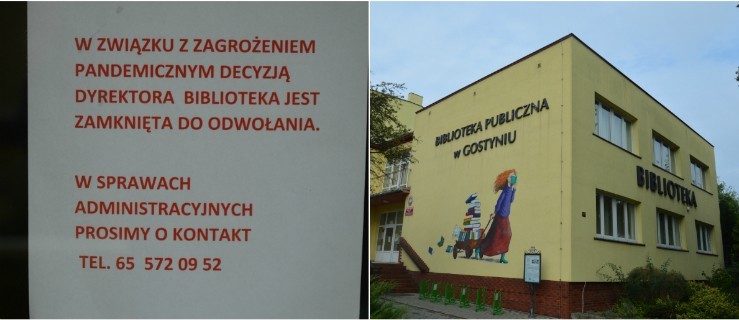 W ZWIĄZKU Z ZAGROŻENIEM
PANDEMICZNYM DECYZJĄ
DYREKTORA BIBLIOTEKA JEST
ZAMKNIĘTA DO ODWOŁANIA.
W SPRAWACH
ADMINISTRACYJNYCH
PROSIMY O KONTAKT
TEL. 65 572 09 52
BIBLIOTEKA PUBLICZNA
w GOSTYNIU
BIBLIOTEKA